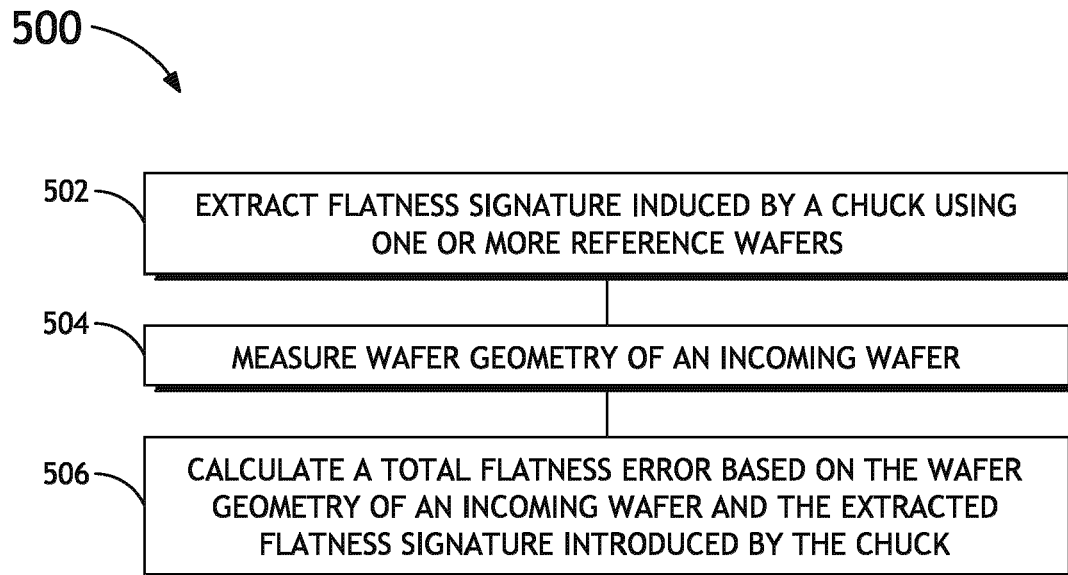 500
502
EXTRACT FLATNESS SIGNATURE INDUCED BY A CHUCK USING
ONE OR MORE REFERENCE WAFERS
504
MEASURE WAFER GEOMETRY OF AN INCOMING WAFER
506
CALCULATE A TOTAL FLATNESS ERROR BASED ON THE WAFER
GEOMETRY OF AN INCOMING WAFER AND THE EXTRACTED
FLATNESS SIGNATURE INTRODUCED BY THE CHUCK